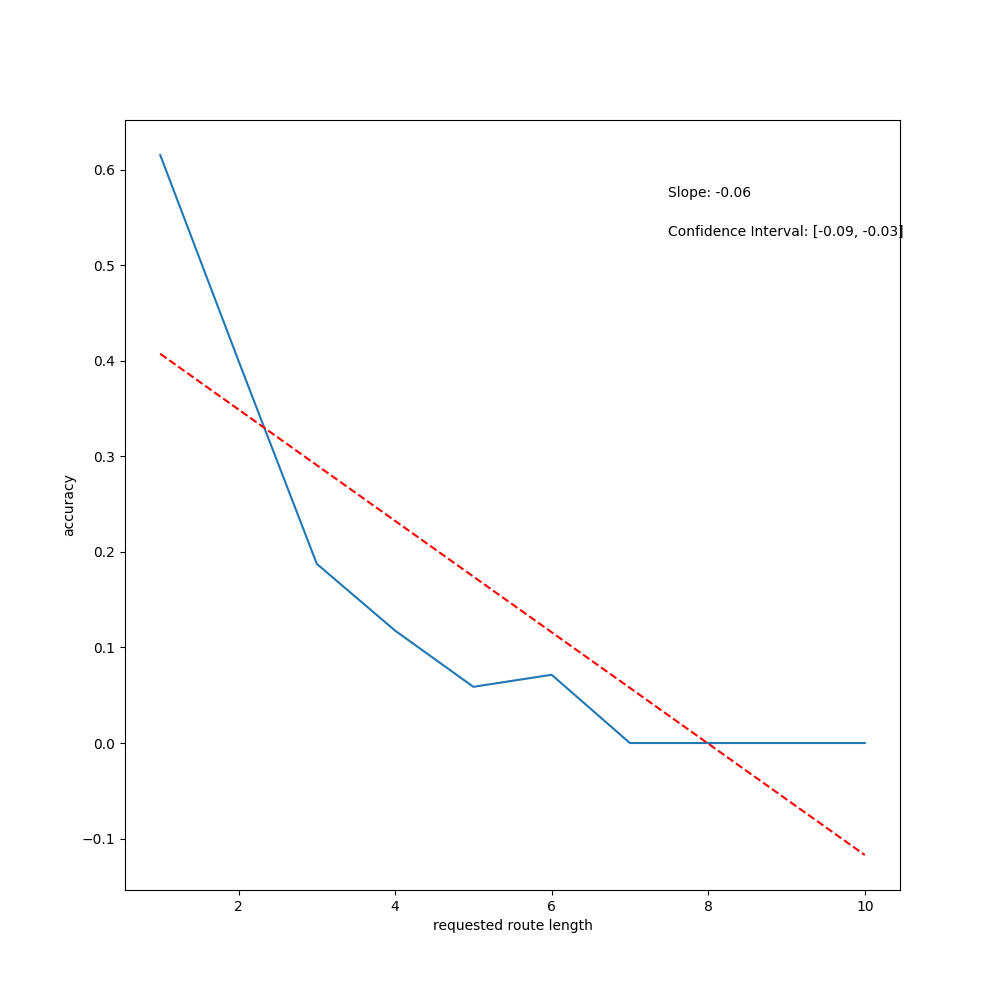 Slope: -0.06
Confidence Interval: [-0.09, -0.03]
0.6
0.5
0.4
0.3
0.2
0.1
0.0
−0.1
accuracy
2 4 6 8 10
requested route length